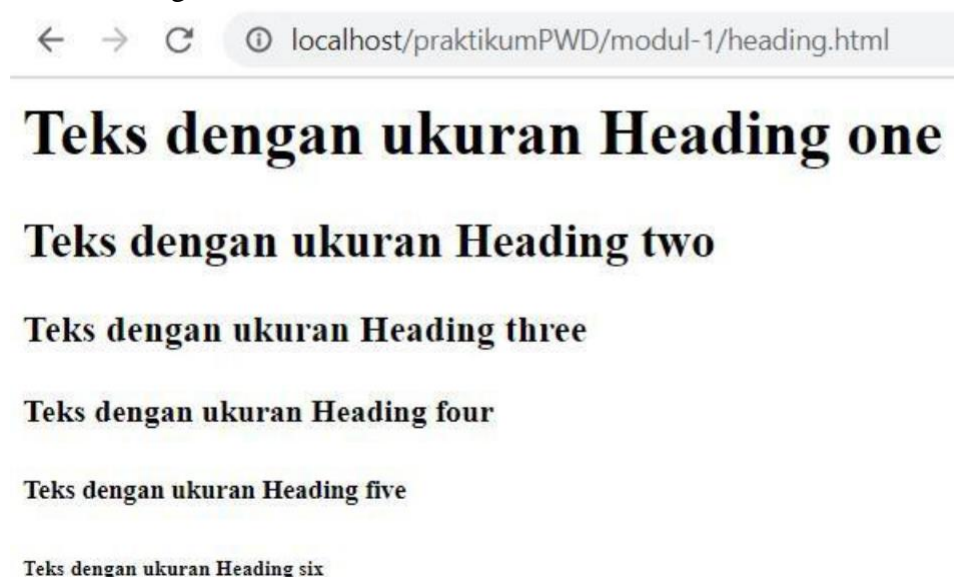 localhost/praktikumPWD/modul-1/heading.html
Teks dengan ukuran Heading one
Teks dengan ukuran Heading two
Teks dengan ukuran Heading three
Teks dengan ukuran Heading four
Teks dengan ukuran Heading five
Teks dengan ukuran Heading six